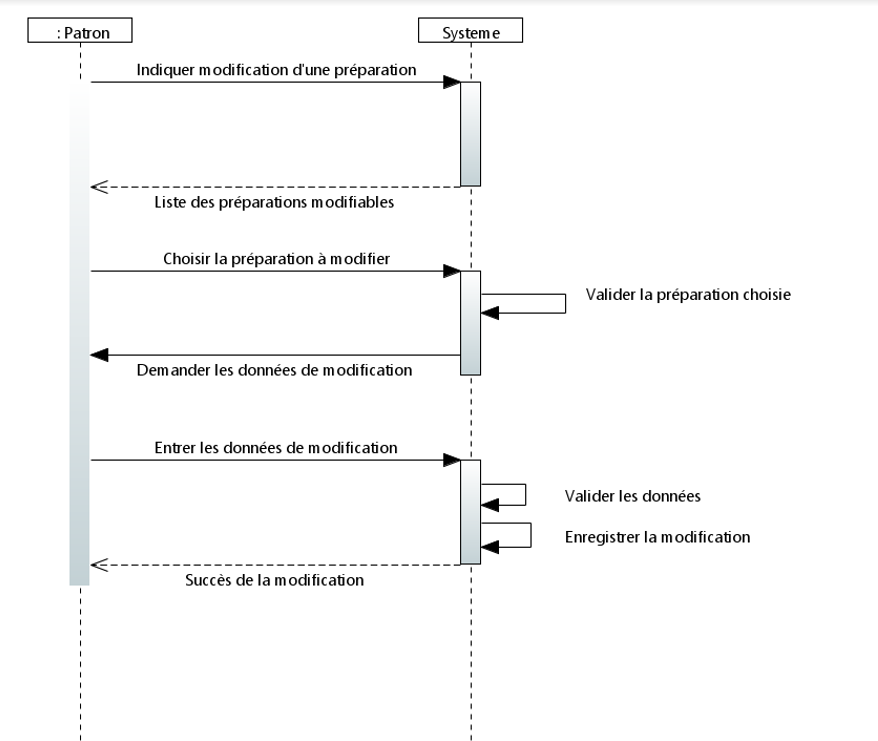 : Patron
Systeme
Indiquer modification d'une préparation
Liste des préparations modifiables
Choisir la préparation à modifier
Valider la préparation choisie
Demander les données de modification
Entrer les données de modification
Valider les données
Enregistrer la modification
Succès de la modification